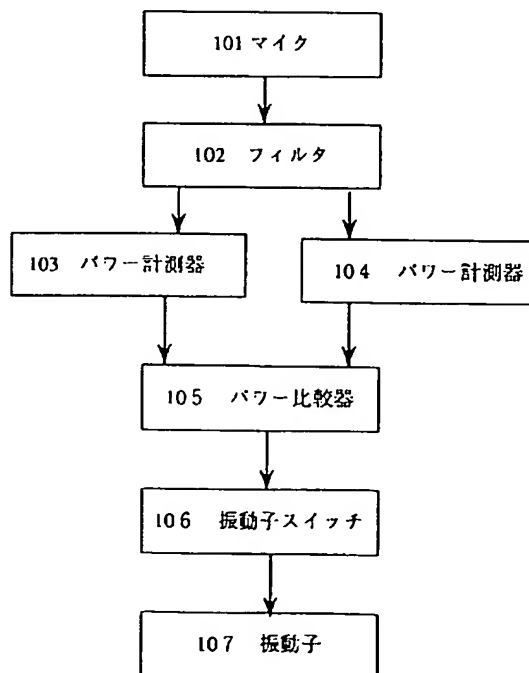 101 マイク
102 フィルタ
103 パワー計測器
104 パワー計測器
105 パワー比較器
106 振動子スイッチ
107 振動子